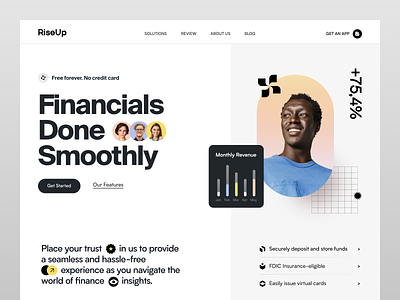 RiseUp
SOLUTIONS
REVIEW
ABOUT US
BLOG
GET AN APP
Free forever. No credit card
Financials
Done
Smoothly
Get Started
Our Features
+75,4%
Monthly Revenue
Jan Feb Mar Apr May
Place your trust in us to provide
a seamless and hassle-free
experience as you navigate the
world of finance insights.
Securely deposit and store funds >
FDIC Insurance-eligible >
Easy issue virtual cards >